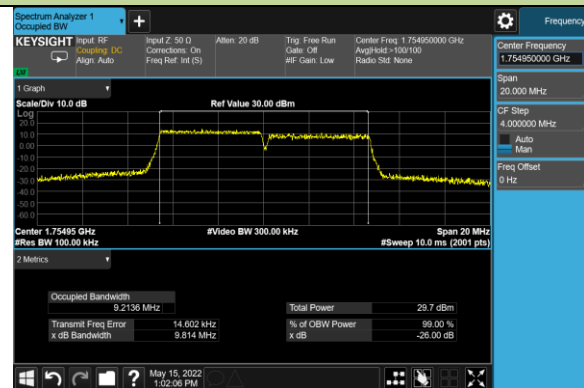 Spectrum Analyzer 1
Occupied BW
Frequency
KEYSIGHT
Input: RF
Coupling: DC
Align: Auto
Input Z: 50 Ω
Corrections: On
Freq Ref: Int (S)
Atten: 20 dB
Trig: Free Run
Gate: Off
#IF Gain: Low
Center Freq: 1.754950000 GHz
Avg|Hold:>100/100
Radio Std: None
Center Frequency
1.754950000 GHz
Span
20.000 MHz
CF Step
4.000000 MHz
Auto
Man
Freq Offset
0 Hz
1 Graph
Scale/Div 10.0 dB
Ref Value 30.00 dBm
Log
20.0
10.0
0.00
-10.0
-20.0
-30.0
-40.0
-50.0
-60.0
Center 1.75495 GHz
#Video BW 300.00 kHz
Span 20 MHz
#Res BW 100.00 kHz
#Sweep 10.0 ms (2001 pts)
2 Metrics
Occupied Bandwidth
9.2136 MHz
Total Power
29.7 dBm
Transmit Freq Error
14.602 kHz
% of OBW Power
99.00 %
x dB Bandwidth
9.814 MHz
x dB
-26.00 dB
?
May 15, 2022
1:02:06 PM